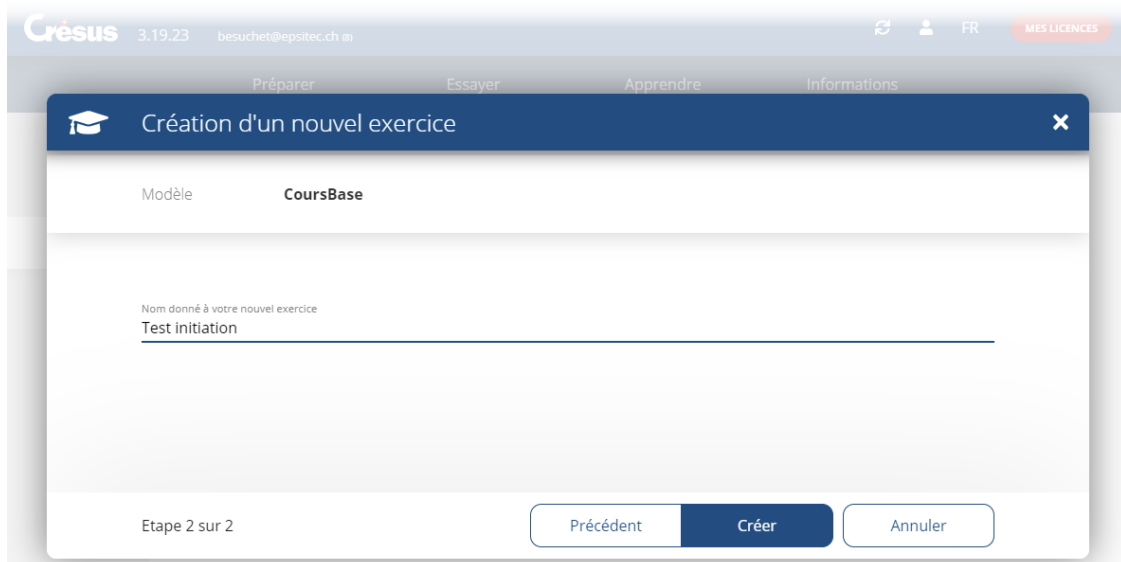 Crésus 3.19.23 besuchet@epsitec.ch FR MES LICENCES
Préparer Essayer Apprendre Informations
Création d'un nouvel exercice
Modèle CoursBase
Nom donné à votre nouvel exercice
Test initiation
Etape 2 sur 2 Précédent Créer Annuler